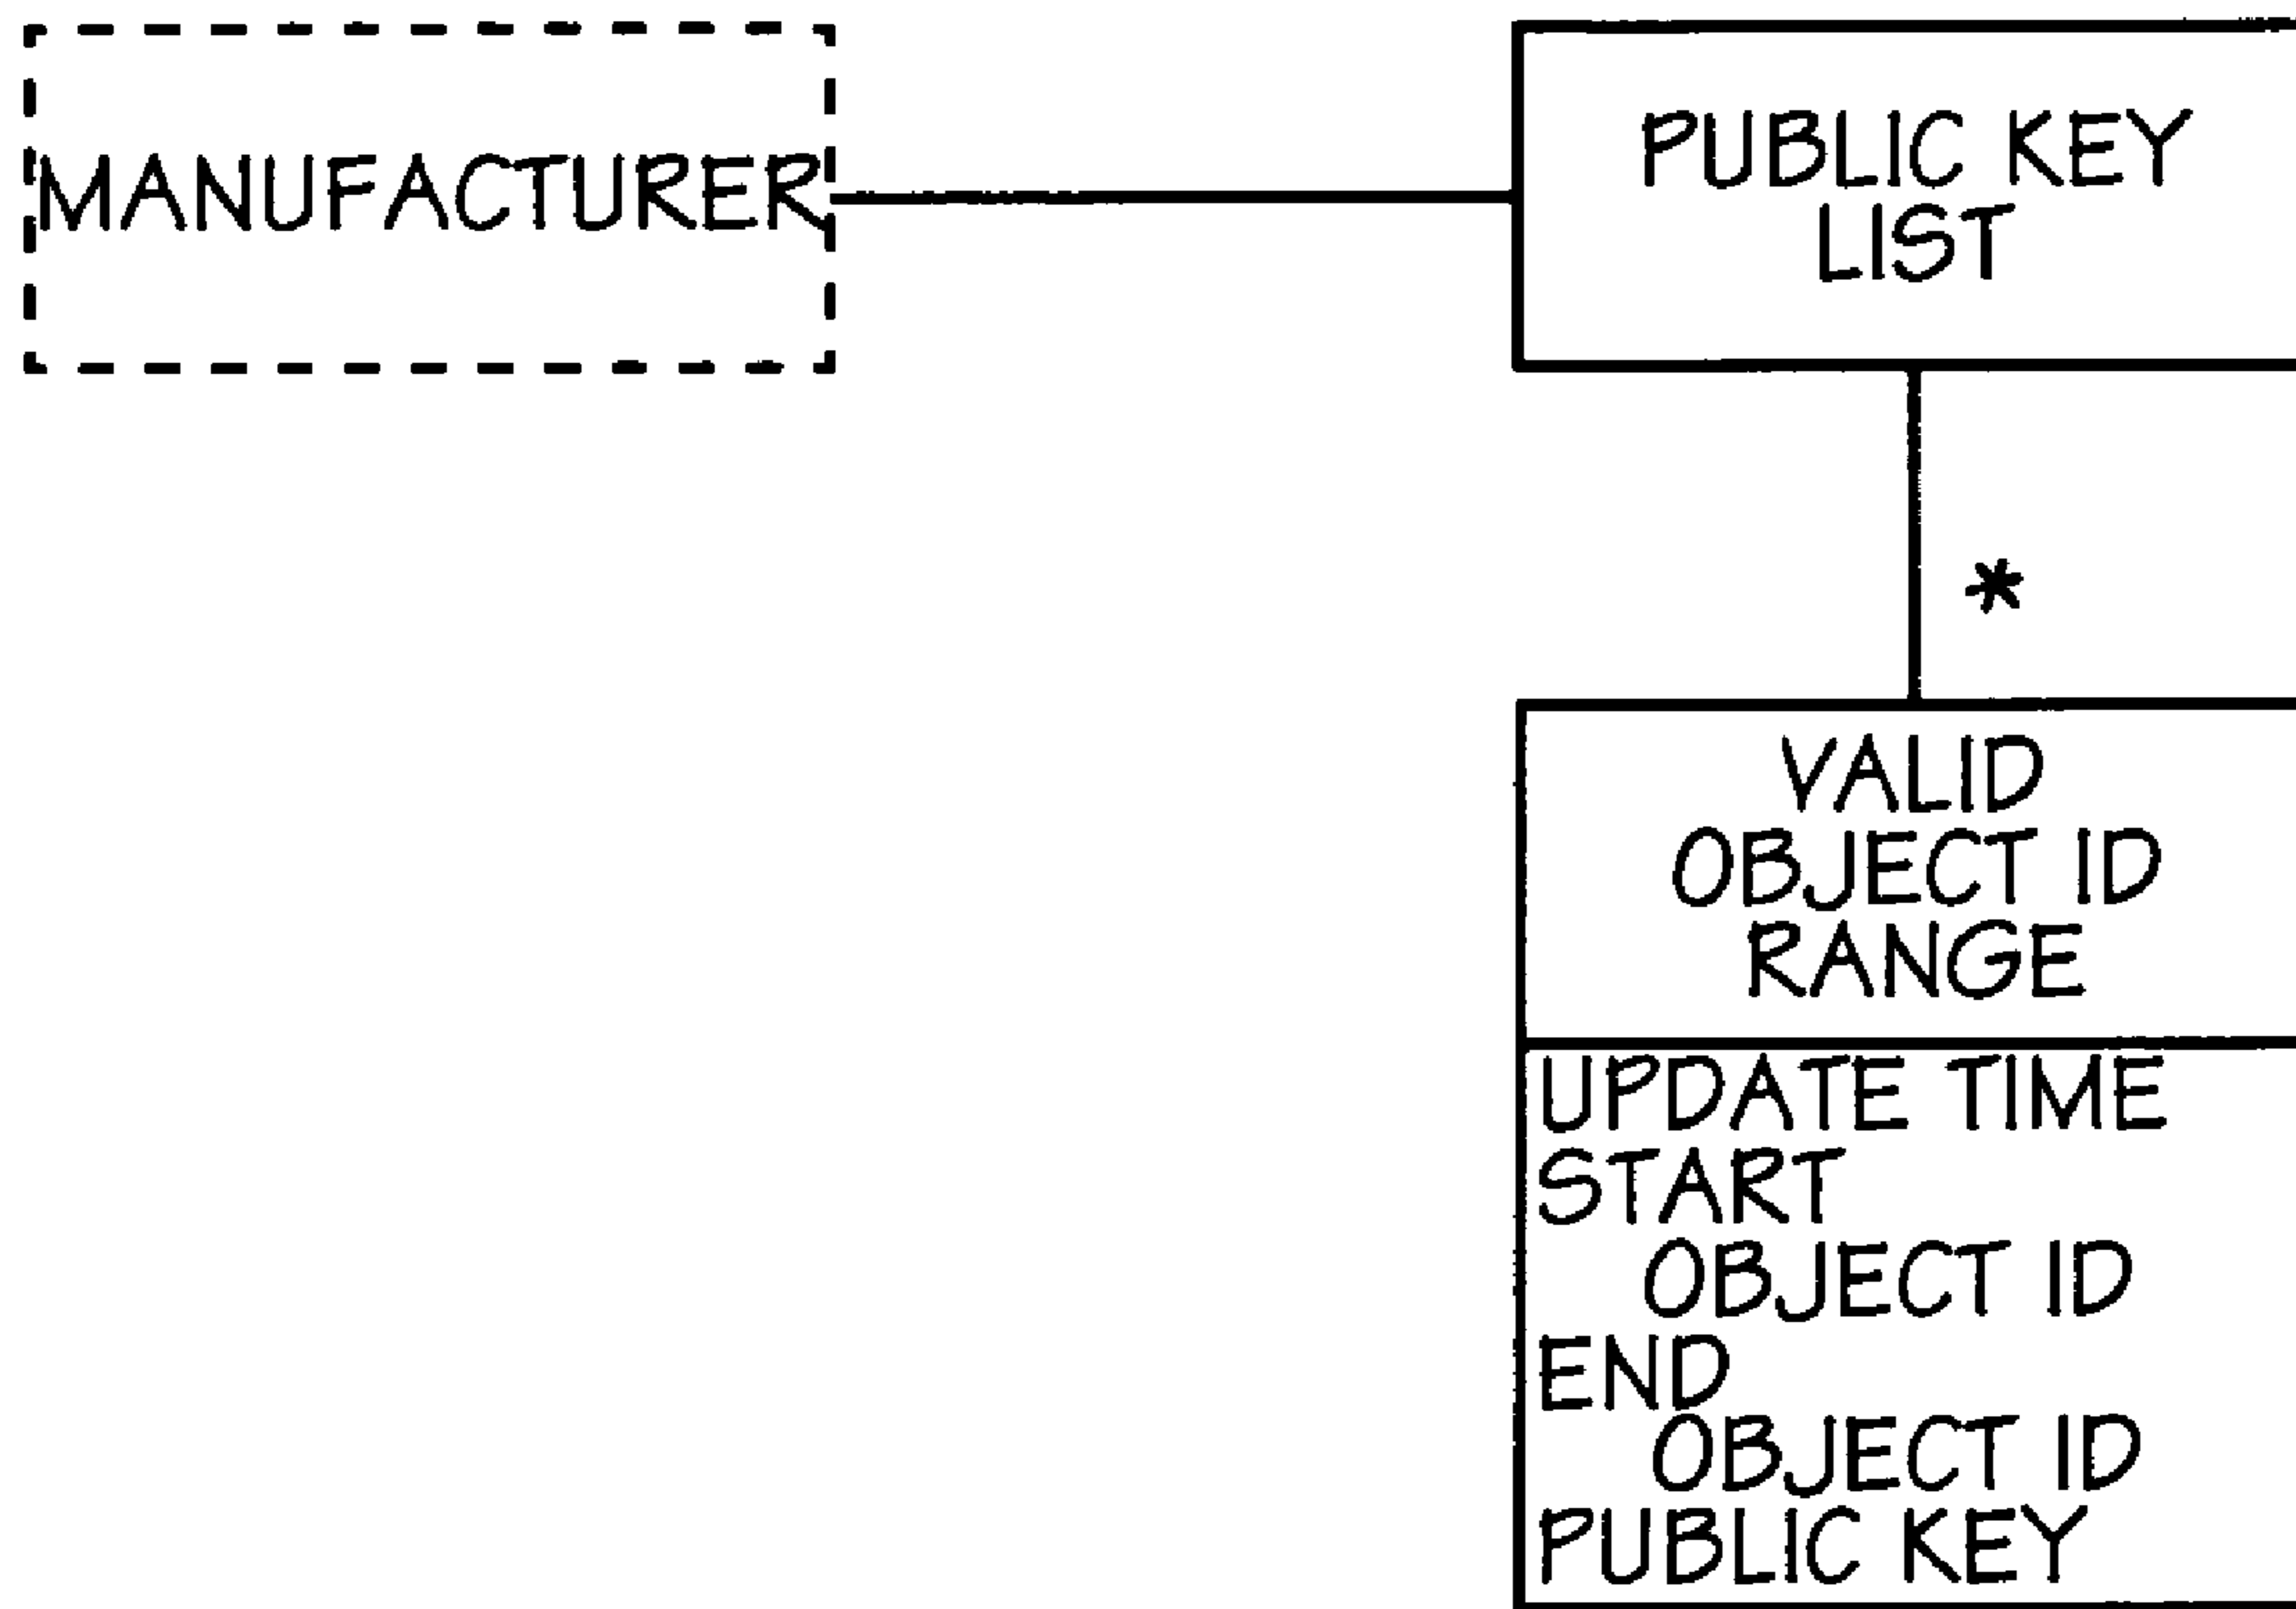 MANUFACTURER
PUBLIC KEY
LIST
*
VALID
OBJECT ID
RANGE
UPDATE TIME
START
OBJECT ID
END
OBJECT ID
PUBLIC KEY